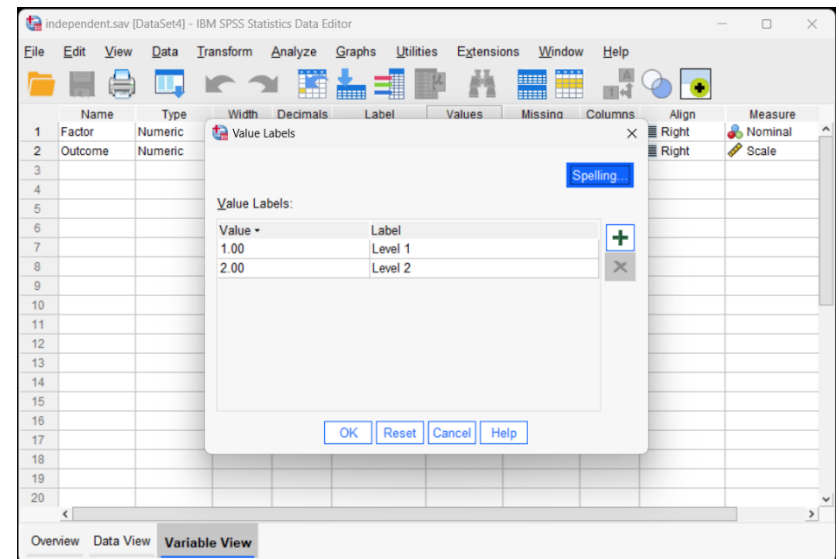 independent.sav [DataSet4] - IBM SPSS Statistics Data Editor
File Edit View Data Transform Analyze Graphs Utilities Extensions Window Help
Name Type Width Decimals Label Values Missing Columns Align Measure
1 Factor Numeric Right Nominal
2 Outcome Numeric Right Scale
3
4
5
6
7
8
9
10
11
12
13
14
15
16
17
18
19
20
Value Labels
Spelling...
Value Labels:
Value Label
1.00 Level 1
2.00 Level 2
OK Reset Cancel Help
Overview Data View Variable View